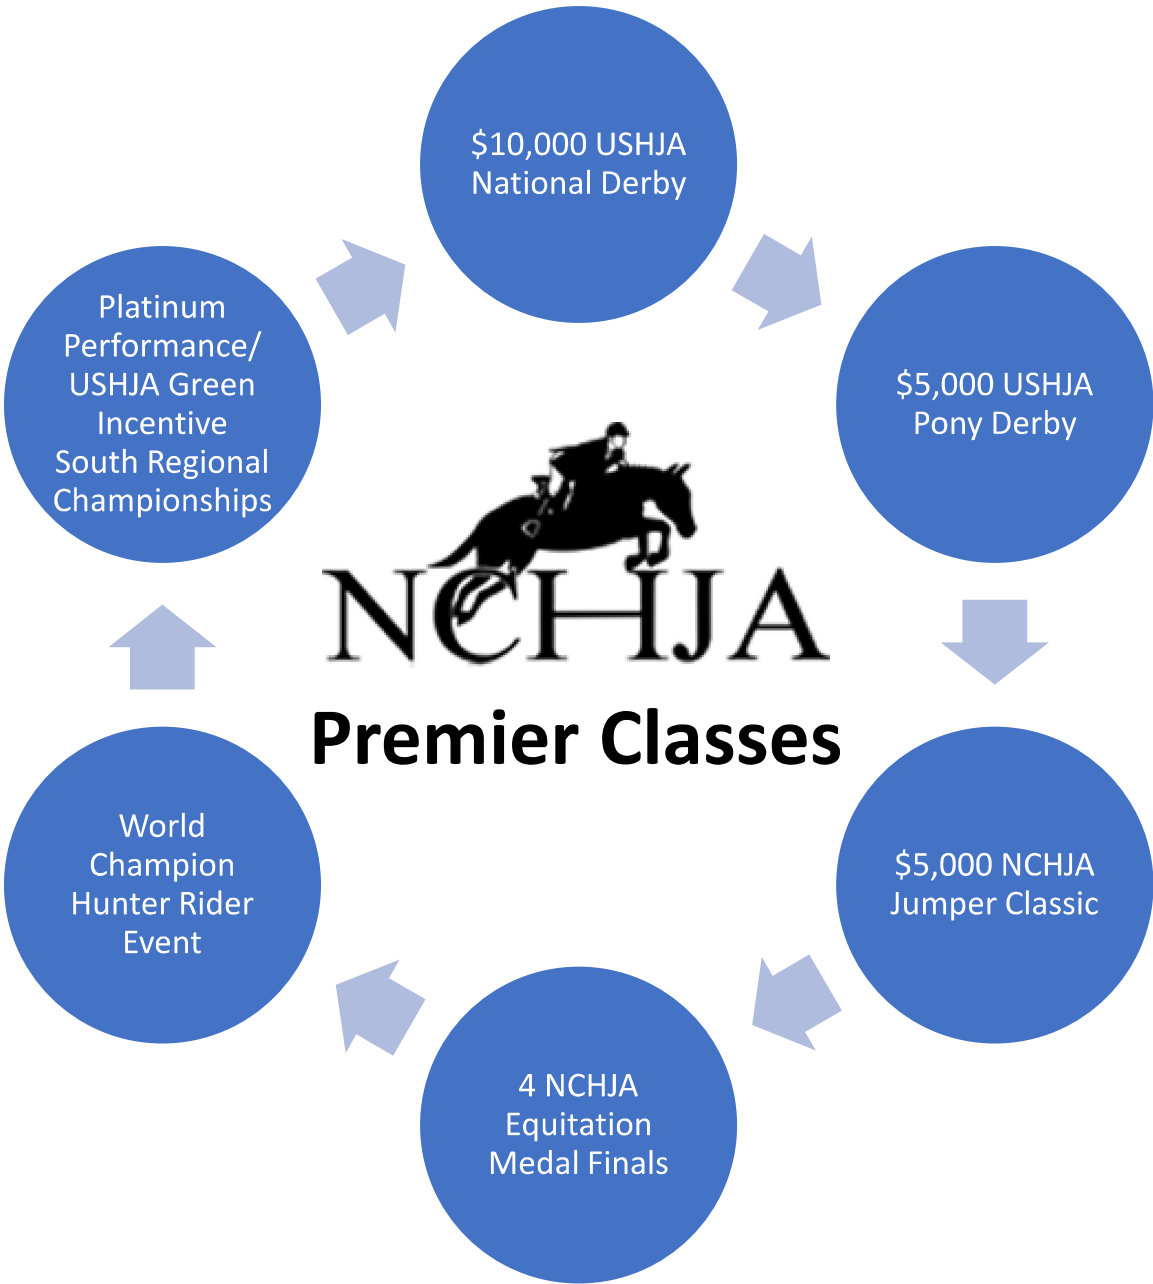 $10,000 USHJA
National Derby
$5,000 USHJA
Pony Derby
$5,000 NCHJA
Jumper Classic
4 NCHJA
Equitation
Medal Finals
World
Champion
Hunter Rider
Event
Platinum
Performance/
USHJA Green
Incentive
South Regional
Championships
NCHJA
Premier Classes